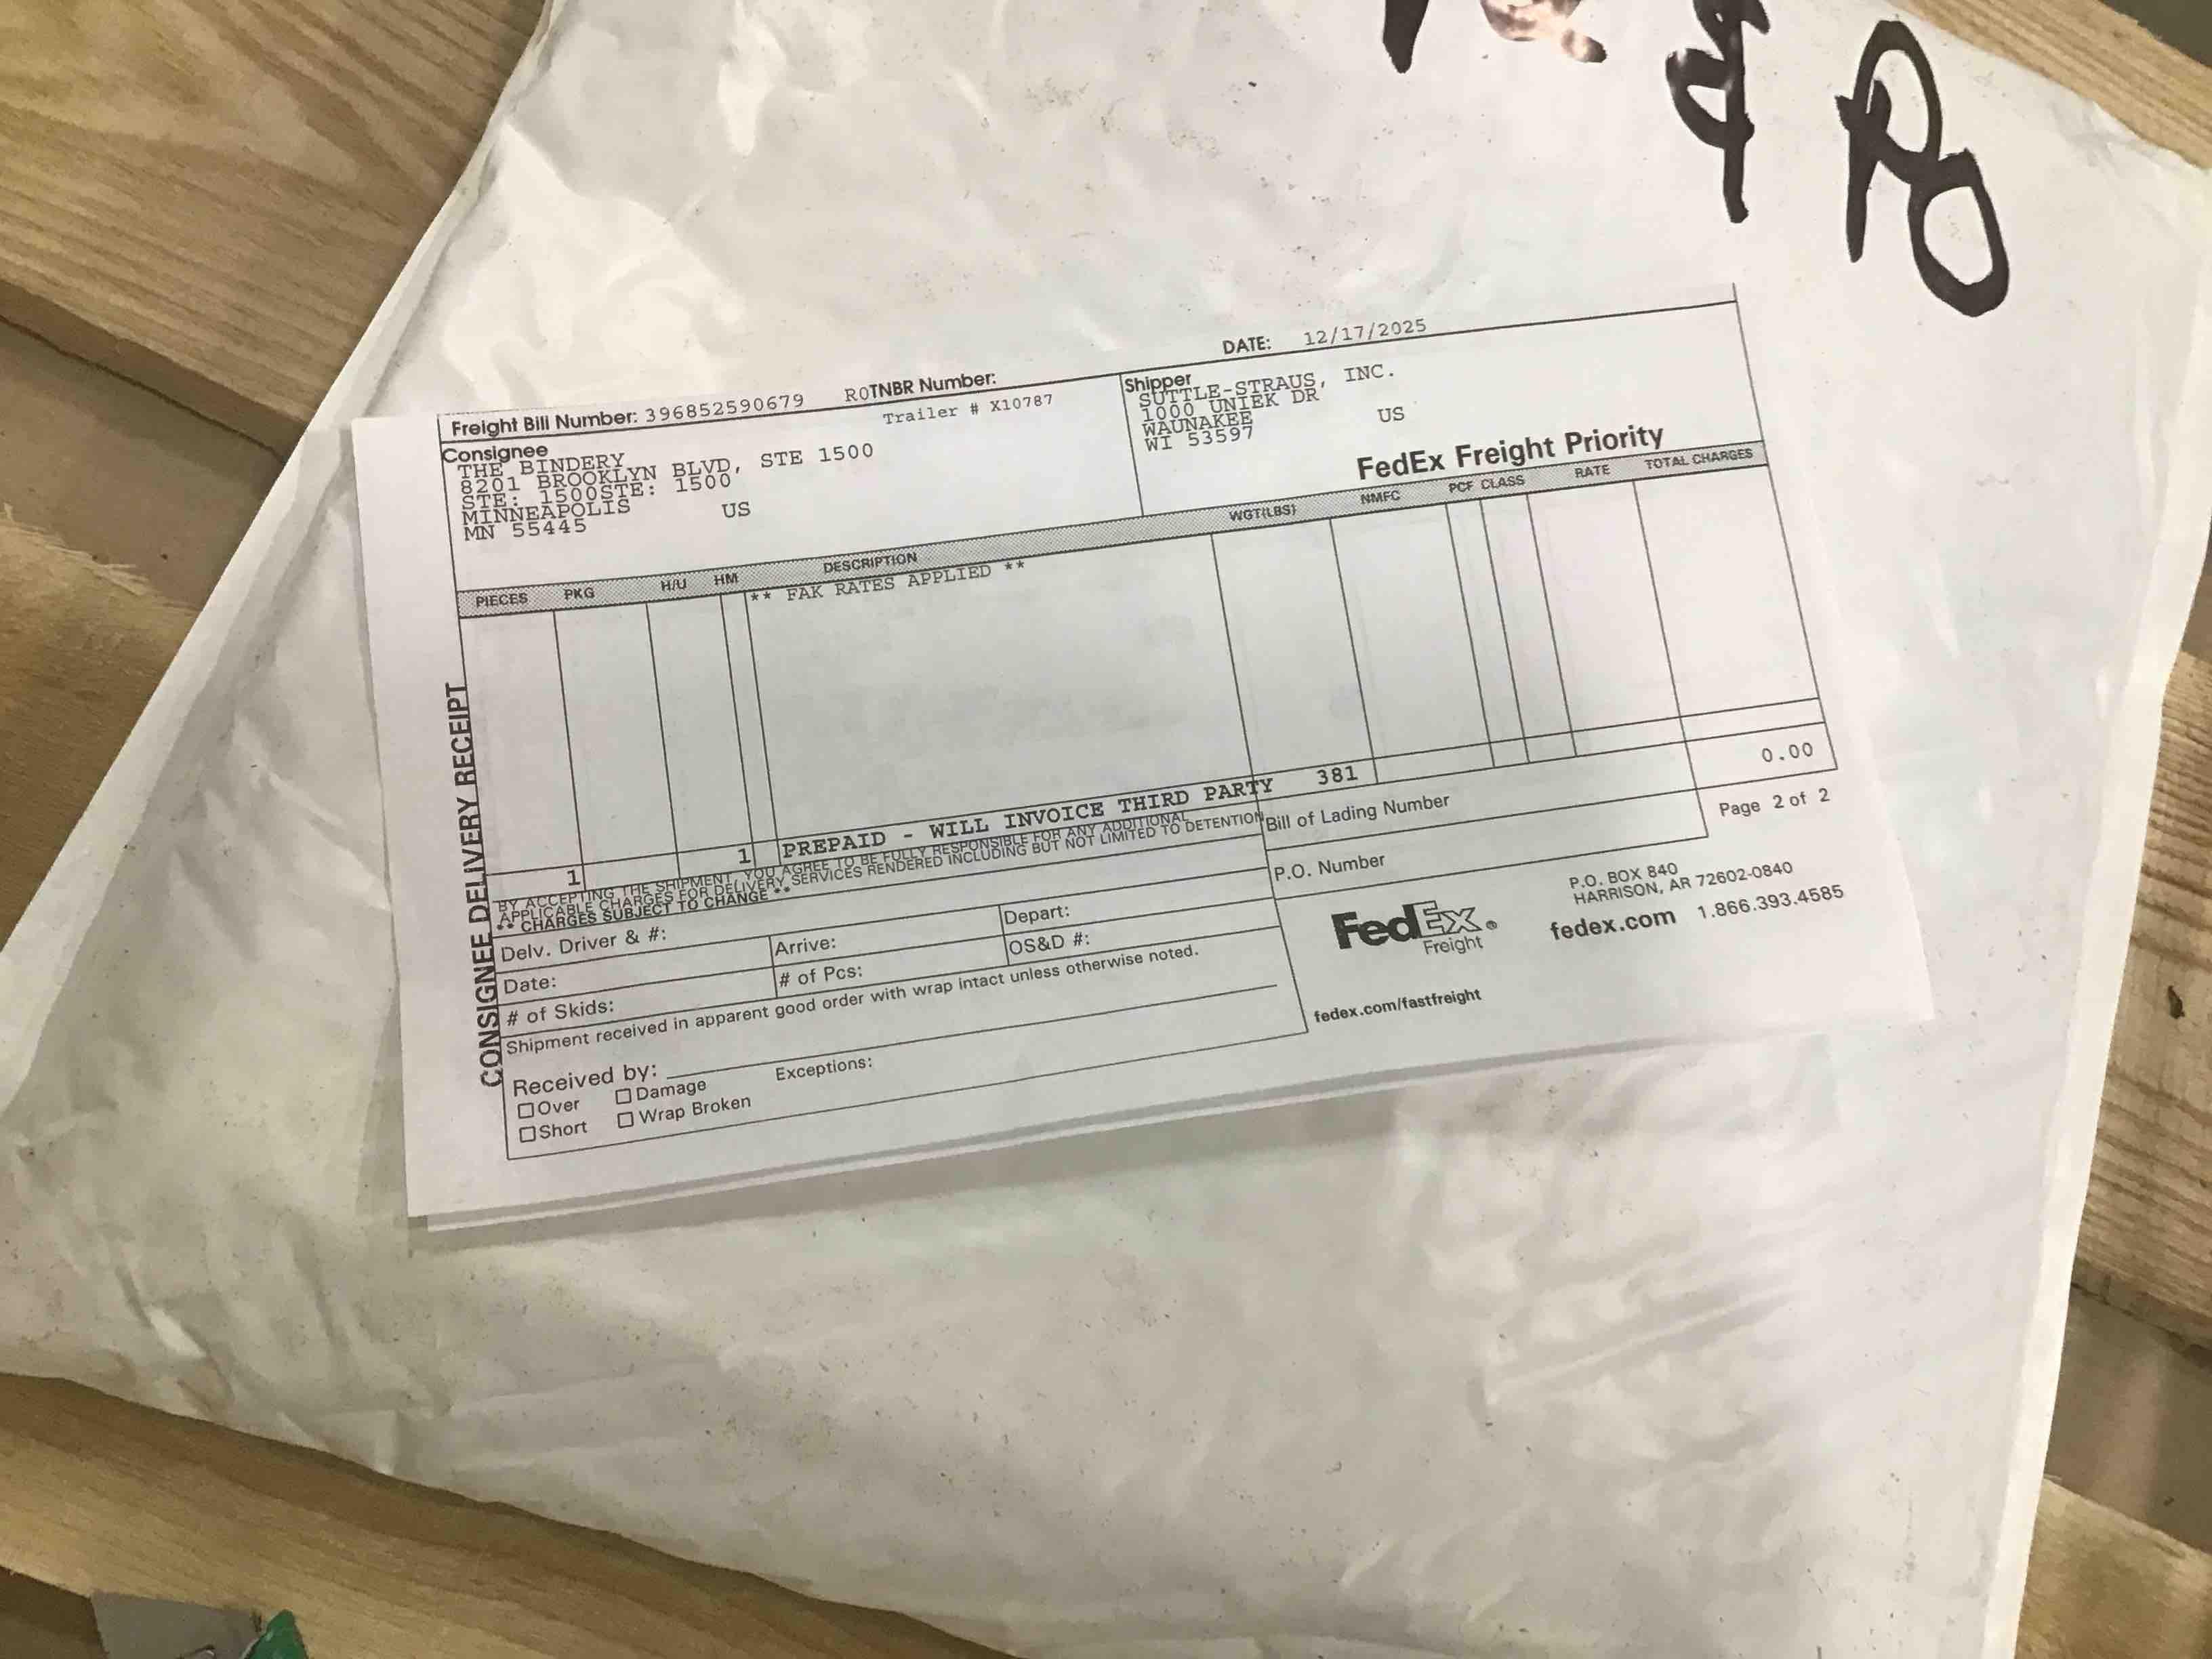 DATE: 12/17/2025
Freight Bill Number: 396852590679 ROTNBR Number:
Trailer # X10787
Consignee
THE BINDERY
8201 BROOKLYN BLVD, STE 1500
STE: 1500STE: 1500
MINNEAPOLIS US
MN 55445
Shipper
SUTTLE-STRAUS, INC.
1000 UNIEK DR
WAUNAKEE US
WI 53597
FedEx Freight Priority
PIECES PKG H/U HM DESCRIPTION WGT(LBS) NMFC PCF CLASS RATE TOTAL CHARGES
** FAK RATES APPLIED **
1 1 PREPAID - WILL INVOICE THIRD PARTY 381 0.00
BY ACCEPTING THE SHIPMENT, YOU AGREE TO BE FULLY RESPONSIBLE FOR ANY ADDITIONAL
APPLICABLE CHARGES FOR DELIVERY SERVICES RENDERED INCLUDING BUT NOT LIMITED TO DETENTION
** CHARGES SUBJECT TO CHANGE **
Bill of Lading Number
Page 2 of 2
P.O. Number
Delv. Driver & #: Arrive: Depart:
Date: # of Pcs: OS&D #:
# of Skids:
Shipment received in apparent good order with wrap intact unless otherwise noted.
Received by:
Over Damage Exceptions:
Short Wrap Broken
FedEx®
Freight
P.O. BOX 840
HARRISON, AR 72602-0840
fedex.com 1.866.393.4585
fedex.com/fastfreight
CONSIGNEE DELIVERY RECEIPT